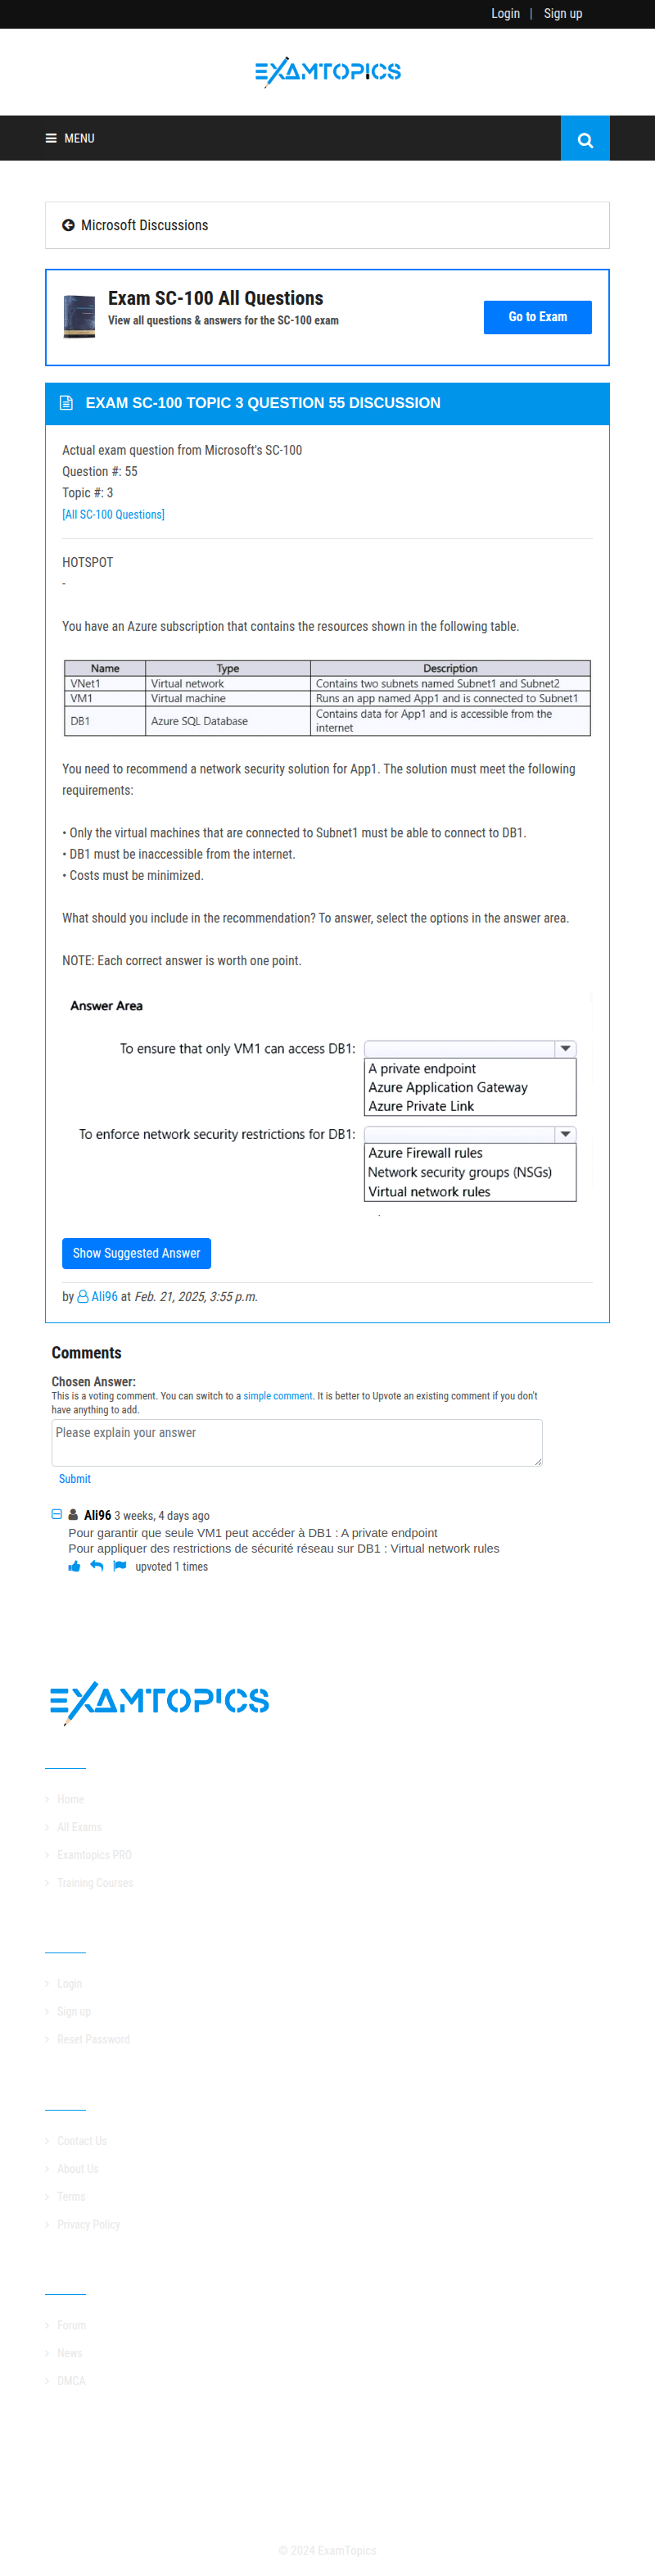 Login | Sign up
EXAMTOPICS
MENU
Microsoft Discussions
Exam SC-100 All Questions
View all questions & answers for the SC-100 exam
Go to Exam
EXAM SC-100 TOPIC 3 QUESTION 55 DISCUSSION
Actual exam question from Microsoft's SC-100
Question #: 55
Topic #: 3
[All SC-100 Questions]
HOTSPOT
-
You have an Azure subscription that contains the resources shown in the following table.
Name Type Description
VNet1 Virtual network Contains two subnets named Subnet1 and Subnet2
VM1 Virtual machine Runs an app named App1 and is connected to Subnet1
DB1 Azure SQL Database Contains data for App1 and is accessible from the
internet
You need to recommend a network security solution for App1. The solution must meet the following
requirements:
• Only the virtual machines that are connected to Subnet1 must be able to connect to DB1.
• DB1 must be inaccessible from the internet.
• Costs must be minimized.
What should you include in the recommendation? To answer, select the options in the answer area.
NOTE: Each correct answer is worth one point.
Answer Area
To ensure that only VM1 can access DB1:
A private endpoint
Azure Application Gateway
Azure Private Link
To enforce network security restrictions for DB1:
Azure Firewall rules
Network security groups (NSGs)
Virtual network rules
Show Suggested Answer
by Ali96 at Feb. 21, 2025, 3:55 p.m.
Comments
Chosen Answer:
This is a voting comment. You can switch to a simple comment. It is better to Upvote an existing comment if you don't
have anything to add.
Please explain your answer
Submit
Ali96 3 weeks, 4 days ago
Pour garantir que seule VM1 peut accéder à DB1 : A private endpoint
Pour appliquer des restrictions de sécurité réseau sur DB1 : Virtual network rules
upvoted 1 times
EXAMTOPICS
Home
All Exams
Examtopics PRO
Training Courses
Login
Sign up
Reset Password
Contact Us
About Us
Terms
Privacy Policy
Forum
News
DMCA
© 2024 ExamTopics